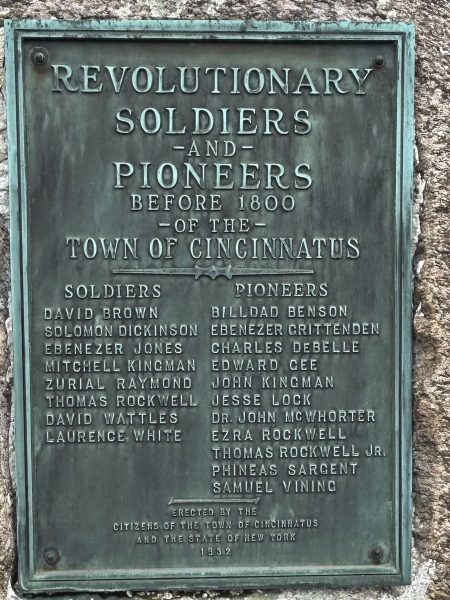 REVOLUTIONARY
SOLDIERS
-AND-
PIONEERS
BEFORE 1800
-OF THE-
TOWN OF CINCINNATUS
SOLDIERS
DAVID BROWN
SOLOMON DICKINSON
EBENEZER JONES
MITCHELL KINGMAN
ZURIAL RAYMOND
THOMAS ROCKWELL
DAVID WATTLES
LAURENCE WHITE
PIONEERS
BILLDAD BENSON
EBENEZER CRITTENDEN
CHARLES DEBELLE
EDWARD GEE
JOHN KINGMAN
JESSE LOCK
DR. JOHN McWHORTER
EZRA ROCKWELL
THOMAS ROCKWELL JR.
PHINEAS SARGENT
SAMUEL VINING
ERECTED BY THE
CITIZENS OF THE TOWN OF CINCINNATUS
AND THE STATE OF NEW YORK
1932